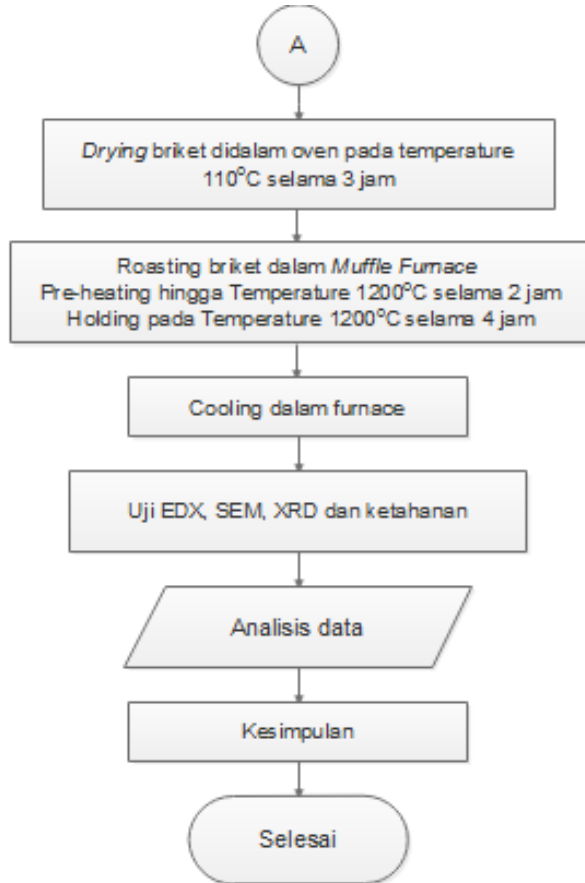 A
Drying briket didalam oven pada temperature
110°C selama 3 jam
Roasting briket dalam Muffle Furnace
Pre-heating hingga Temperature 1200°C selama 2 jam
Holding pada Temperature 1200°C selama 4 jam
Cooling dalam furnace
Uji EDX, SEM, XRD dan ketahanan
Analisis data
Kesimpulan
Selesai